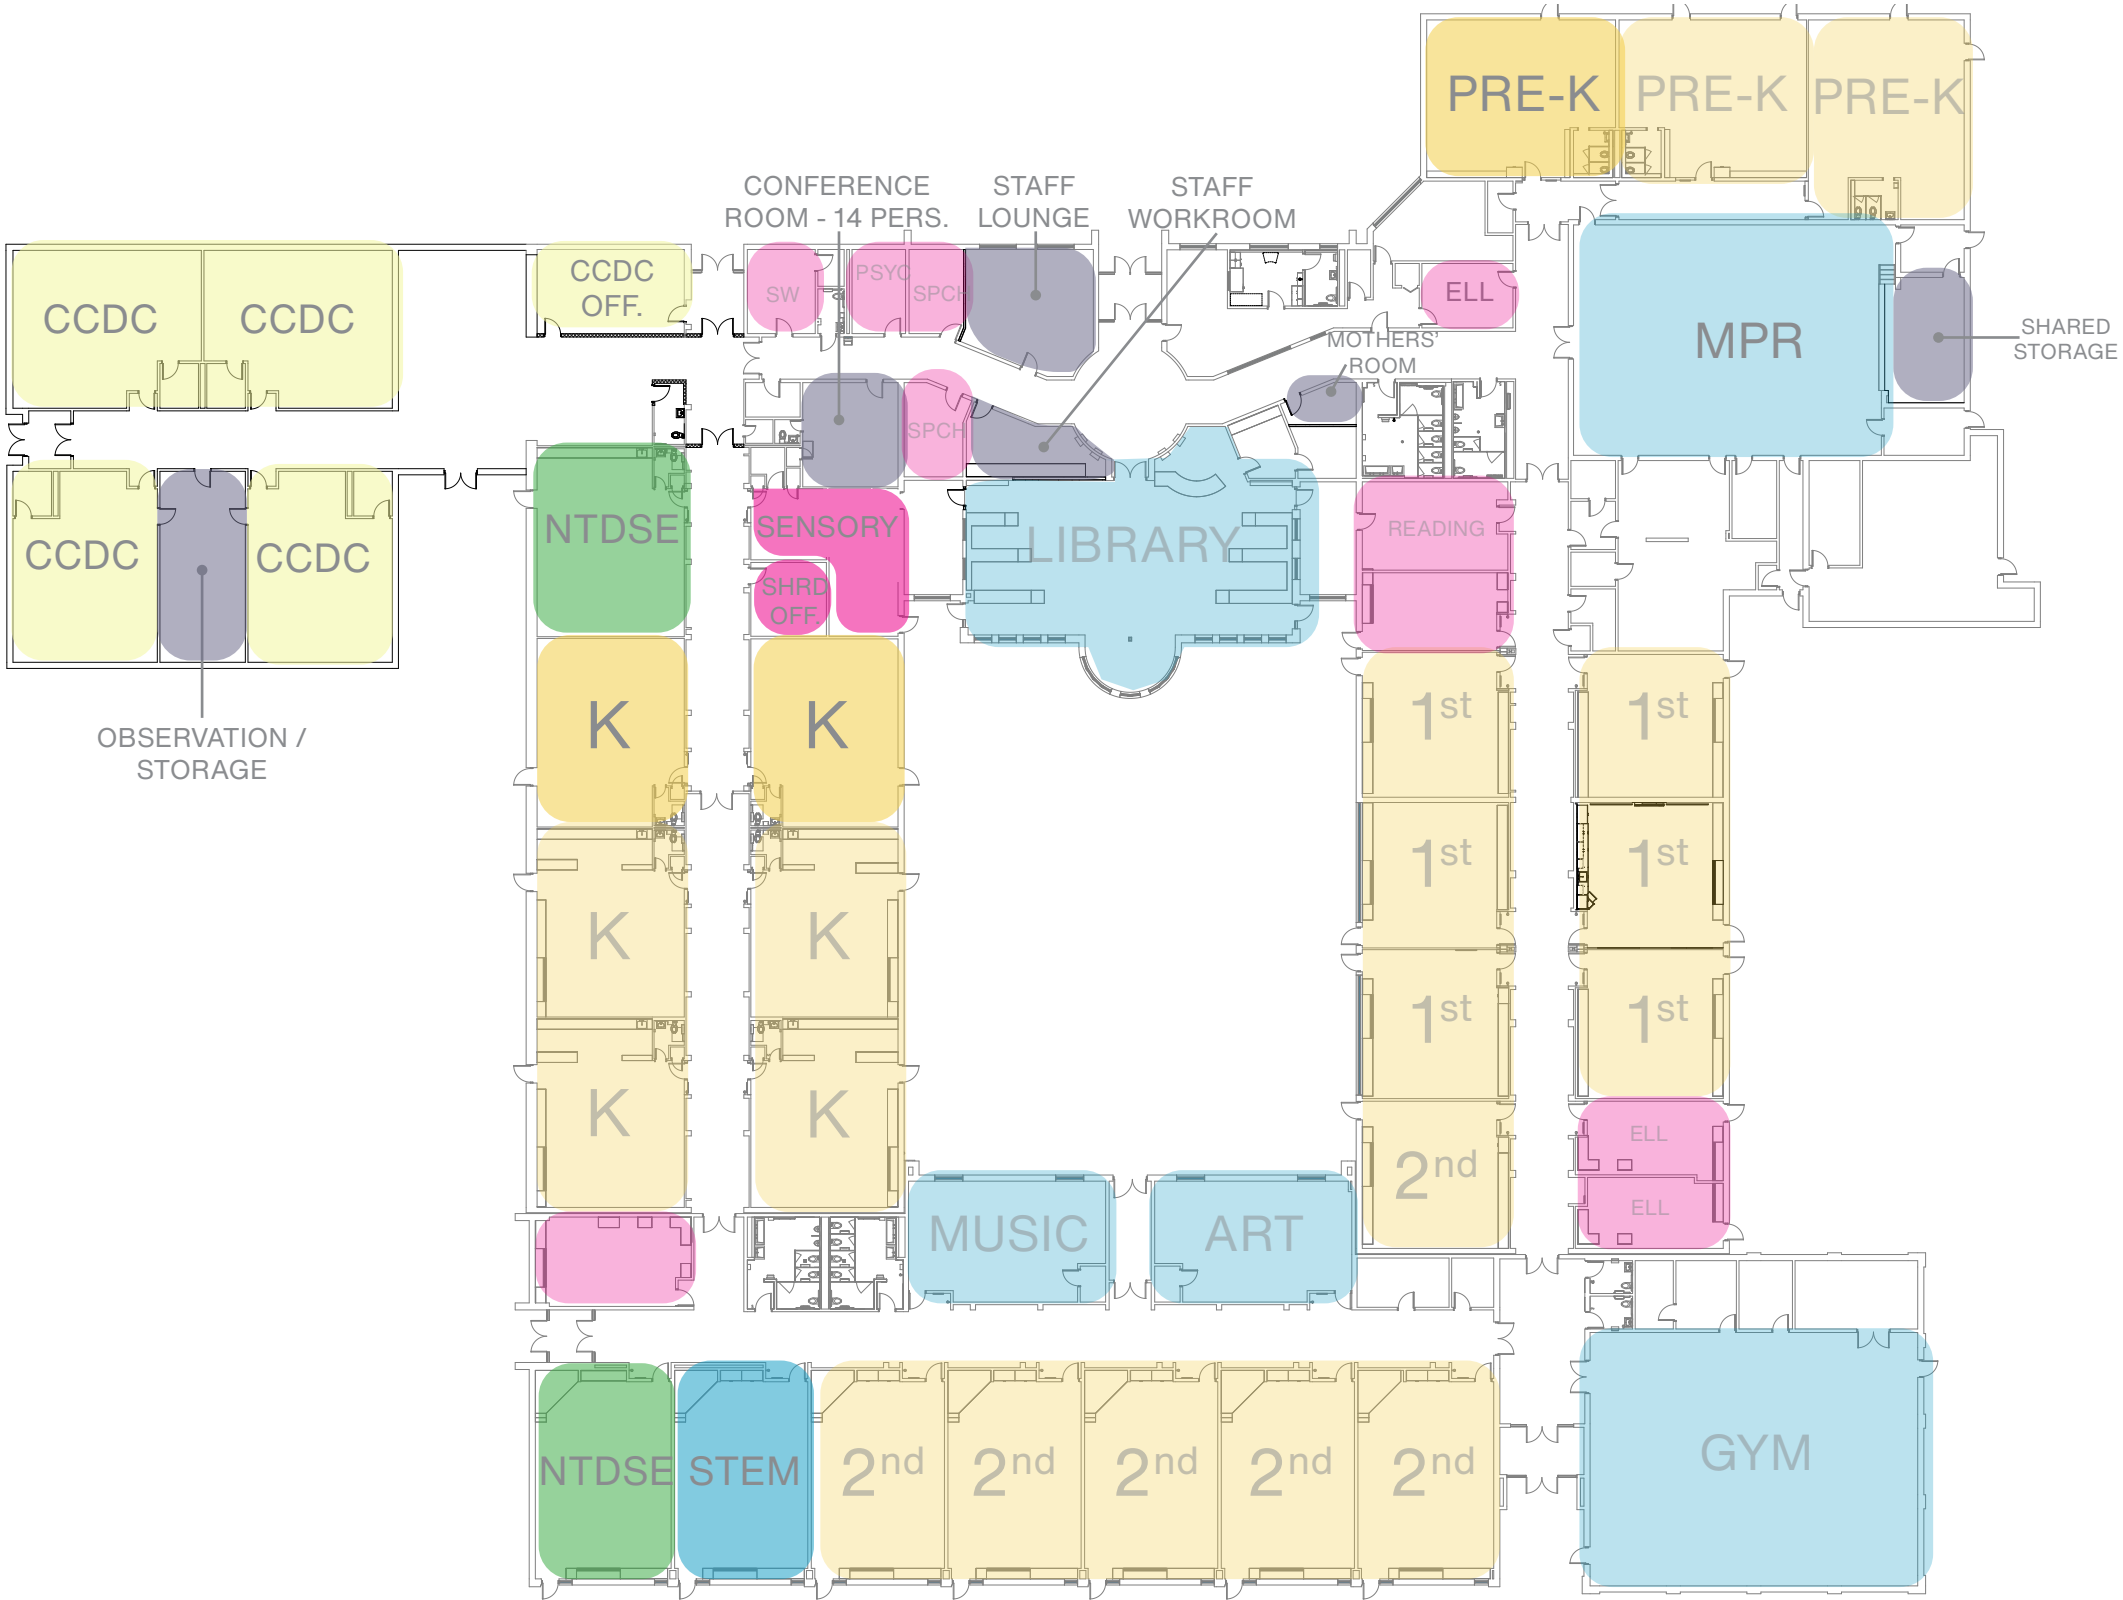 PRE-K
PRE-K
PRE-K
CONFERENCE
ROOM - 14 PERS.
STAFF
LOUNGE
STAFF
WORKROOM
CCDC
CCDC
CCDC
OFF.
SW
PSYC
SPCH
ELL
MPR
SHARED
STORAGE
MOTHERS'
ROOM
SPCH
CCDC
CCDC
NTDSE
SENSORY
SHRD
OFF.
LIBRARY
READING
OBSERVATION /
STORAGE
K
K
1st
1st
K
K
1st
1st
1st
1st
K
K
2nd
ELL
ELL
MUSIC
ART
NTDSE
STEM
2nd
2nd
2nd
2nd
2nd
GYM